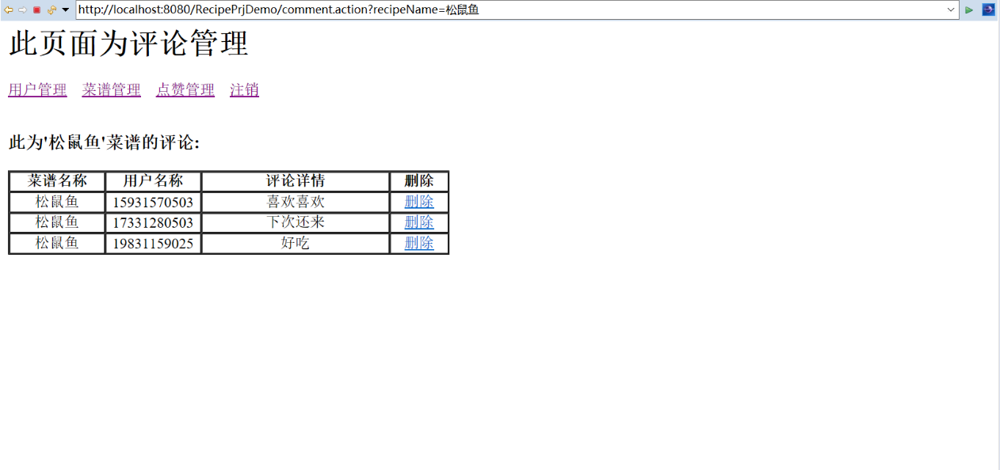 http://localhost:8080/RecipePrjDemo/comment.action?recipeName=松鼠鱼
此页面为评论管理
用户管理 菜谱管理 点赞管理 注销
此为'松鼠鱼'菜谱的评论:
菜谱名称 用户名称 评论详情 删除
松鼠鱼 15931570503 喜欢喜欢 删除
松鼠鱼 17331280503 下次还来 删除
松鼠鱼 19831159025 好吃 删除